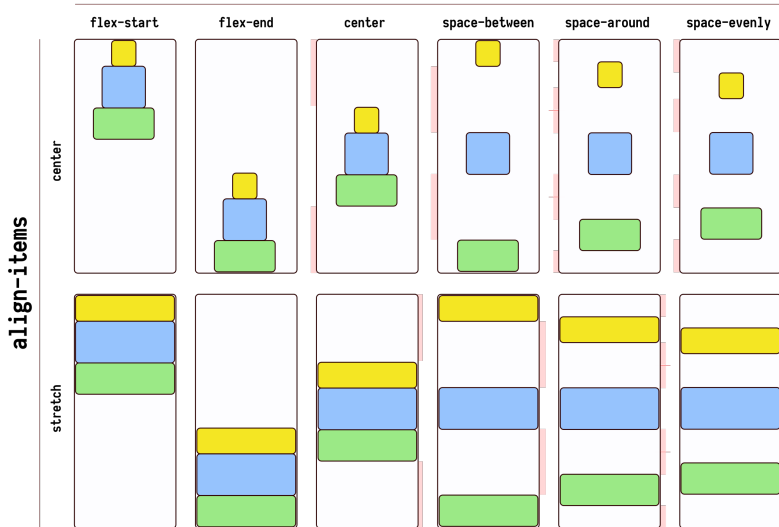 flex-start flex-end center space-between space-around space-evenly
align-items
center
stretch